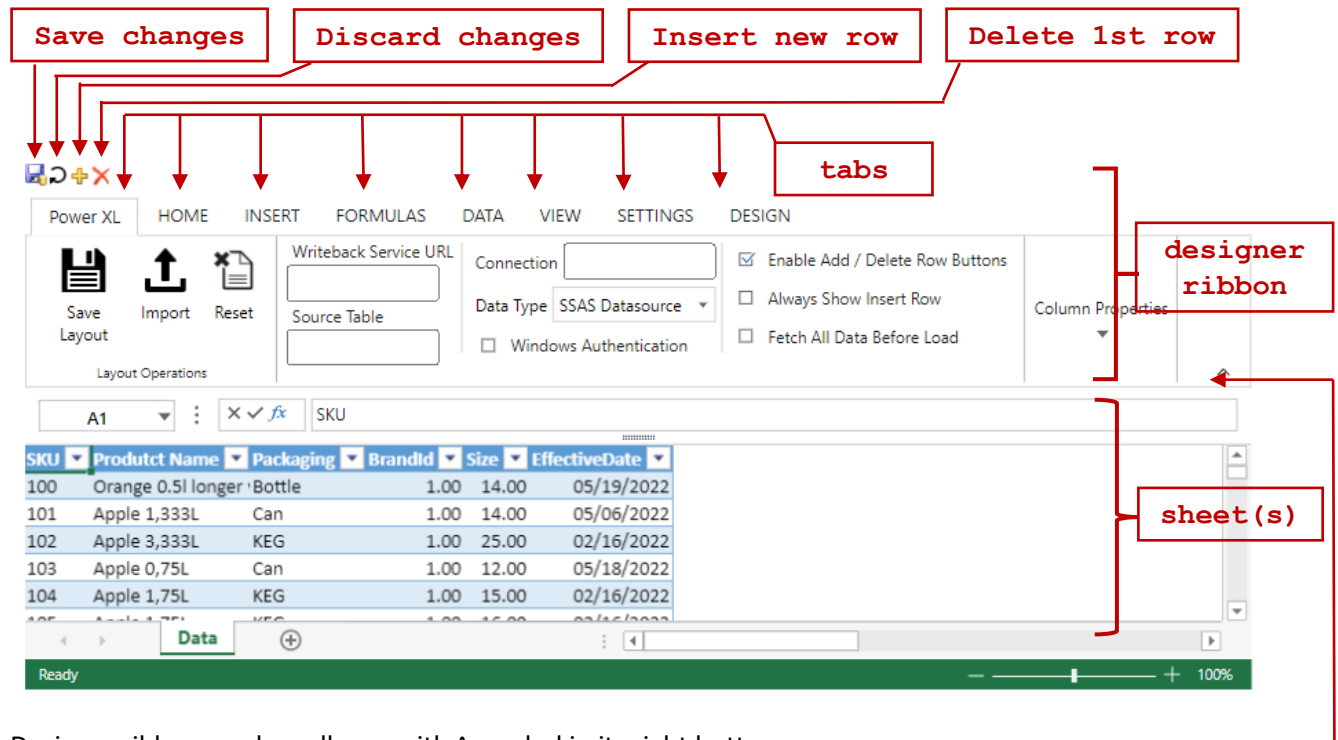 Save changes
Discard changes
Insert new row
Delete 1st row
tabs
Power XL HOME INSERT FORMULAS DATA VIEW SETTINGS DESIGN
designer
ribbon
Save
Layout
Import
Reset
Layout Operations
Writeback Service URL
Source Table
Connection
Data Type SSAS Datasource
Windows Authentication
Enable Add / Delete Row Buttons
Always Show Insert Row
Fetch All Data Before Load
Column Properties
A1 fx SKU
SKU Produtct Name Packaging BrandId Size EffectiveDate
100 Orange 0.5l longer Bottle 1.00 14.00 05/19/2022
101 Apple 1,333L Can 1.00 14.00 05/06/2022
102 Apple 3,333L KEG 1.00 25.00 02/16/2022
103 Apple 0,75L Can 1.00 12.00 05/18/2022
104 Apple 1,75L KEG 1.00 15.00 02/16/2022
sheet(s)
Data
Ready
100%